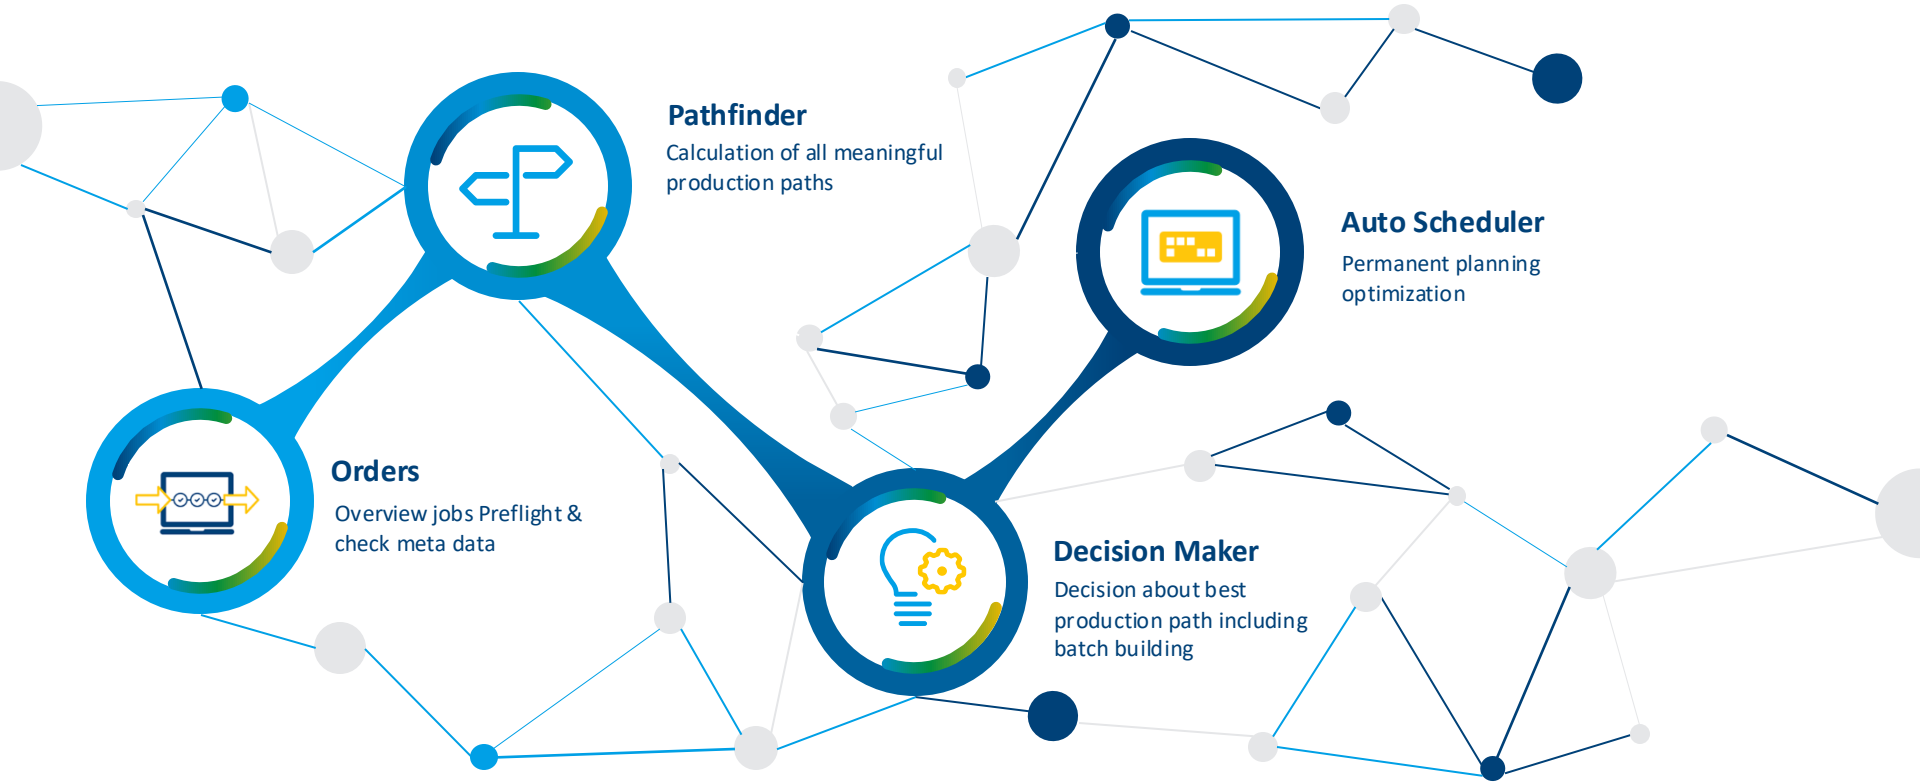 Pathfinder
Calculation of all meaningful
production paths
Auto Scheduler
Permanent planning
optimization
Orders
Overview jobs Preflight &
check meta data
Decision Maker
Decision about best
production path including
batch building